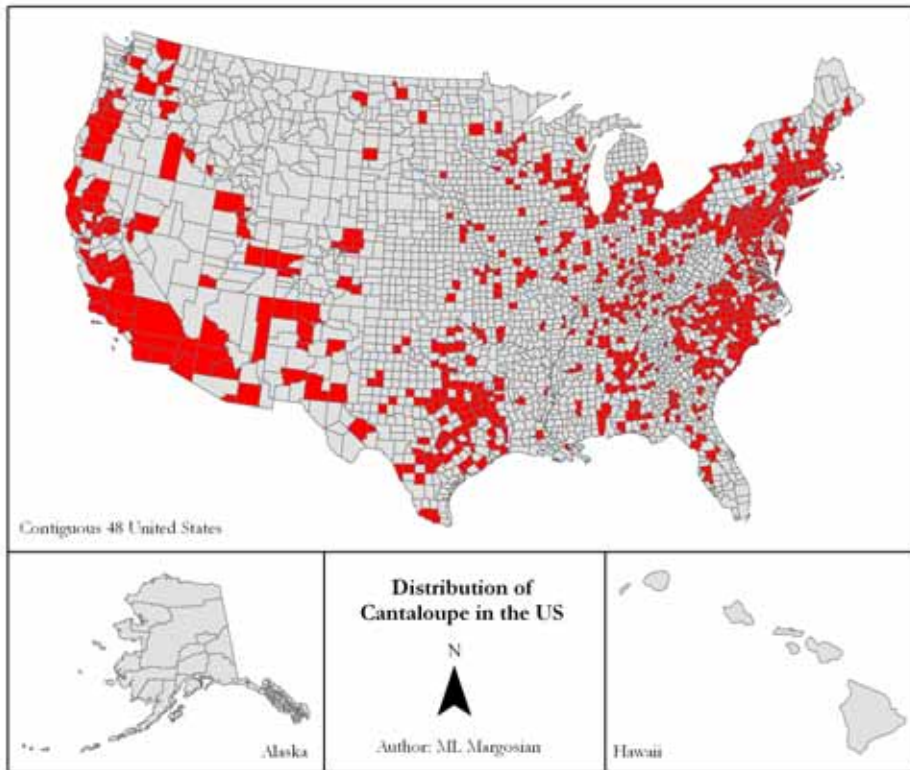 Contiguous 48 United States
Distribution of
Cantaloupe in the US
N
Author: ML Margosian
Alaska
Hawaii